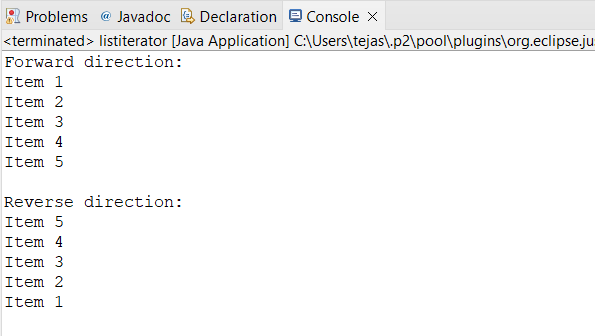 Problems @ Javadoc Declaration Console
<terminated> listiterator [Java Application] C:\Users\tejas\.p2\pool\plugins\org.eclipse.ju
Forward direction:
Item 1
Item 2
Item 3
Item 4
Item 5
Reverse direction:
Item 5
Item 4
Item 3
Item 2
Item 1